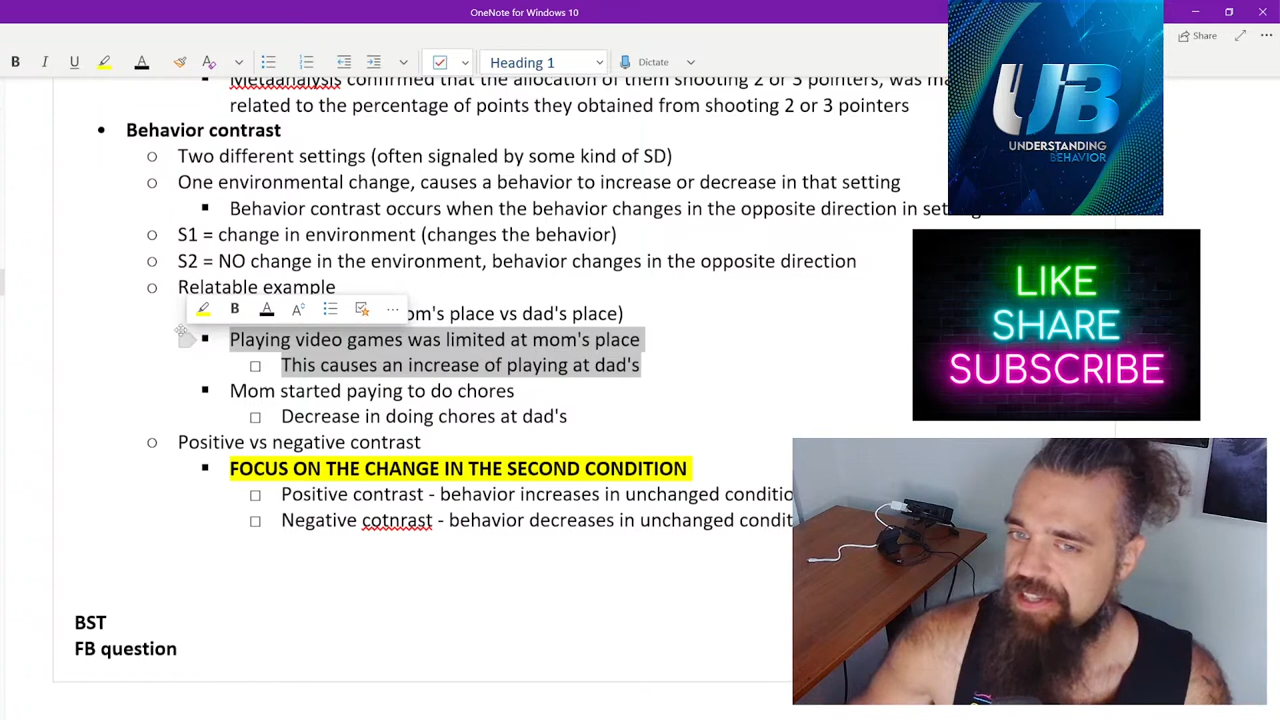 OneNote for Windows 10
B I U A A Heading 1 Dictate Share
Metaanalysis confirmed that the allocation of them shooting 2 or 3 pointers, was
related to the percentage of points they obtained from shooting 2 or 3 pointers
• Behavior contrast
○ Two different settings (often signaled by some kind of SD)
○ One environmental change, causes a behavior to increase or decrease in that setting
▪ Behavior contrast occurs when the behavior changes in the opposite direction in
○ S1 = change in environment (changes the behavior)
○ S2 = NO change in the environment, behavior changes in the opposite direction
○ Relatable example
B A A ...
om's place vs dad's place)
▪ Playing video games was limited at mom's place
□ This causes an increase of playing at dad's
▪ Mom started paying to do chores
□ Decrease in doing chores at dad's
○ Positive vs negative contrast
▪ FOCUS ON THE CHANGE IN THE SECOND CONDITION
□ Positive contrast - behavior increases in unchanged conditio
□ Negative cotnrast - behavior decreases in unchanged condit
BST
FB question
UB
UNDERSTANDING
BEHAVIOR
LIKE
SHARE
SUBSCRIBE